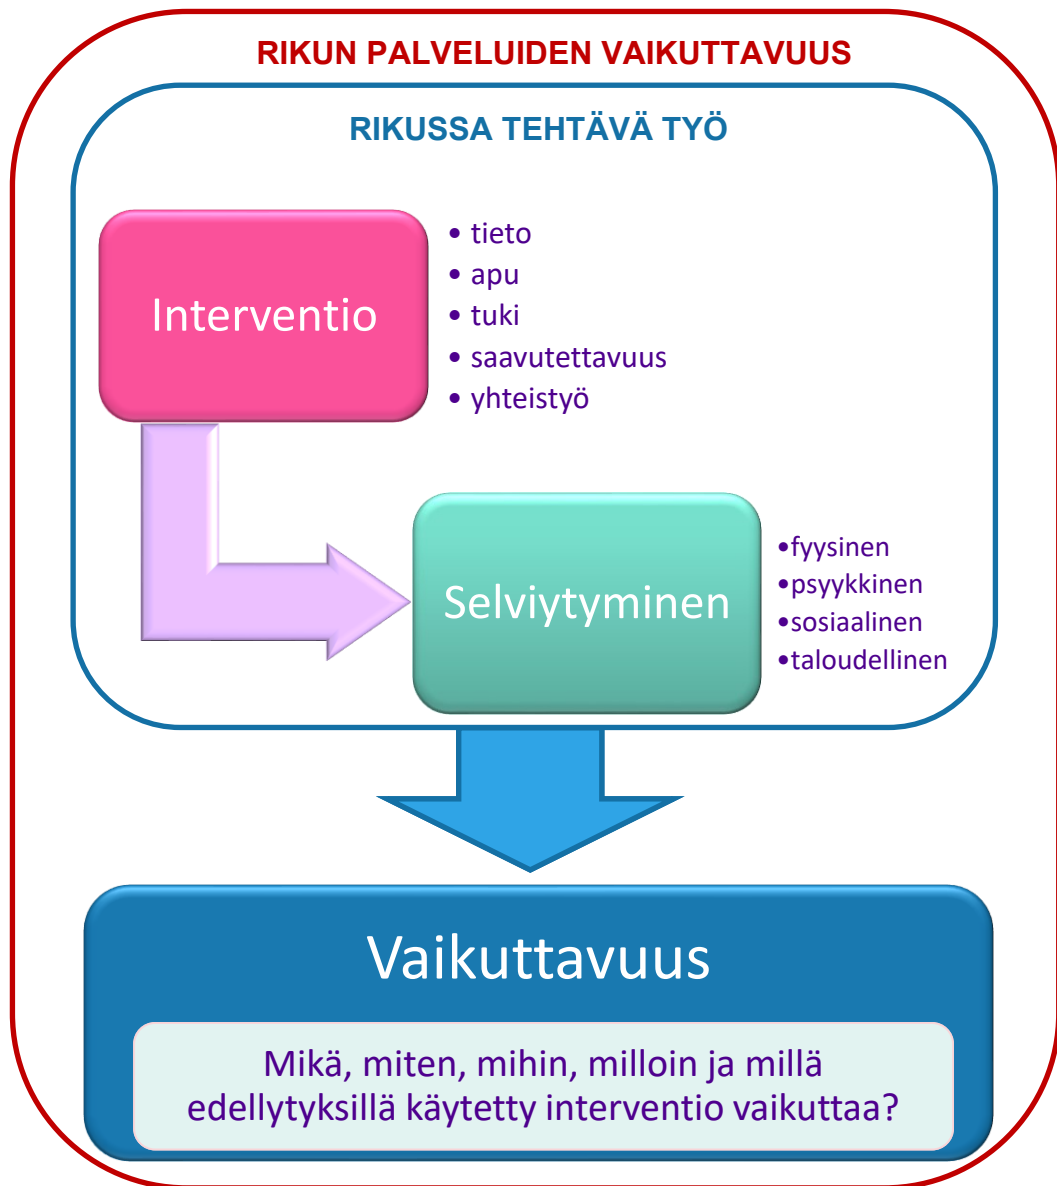 RIKUN PALVELUIDEN VAIKUTTAVUUS
RIKUSSA TEHTÄVÄ TYÖ
Interventio
• tieto
• apu
• tuki
• saavutettavuus
• yhteistyö
Selviytyminen
•fyysinen
•psyykkinen
•sosiaalinen
•taloudellinen
Vaikuttavuus
Mikä, miten, mihin, milloin ja millä
edellytyksillä käytetty interventio vaikuttaa?